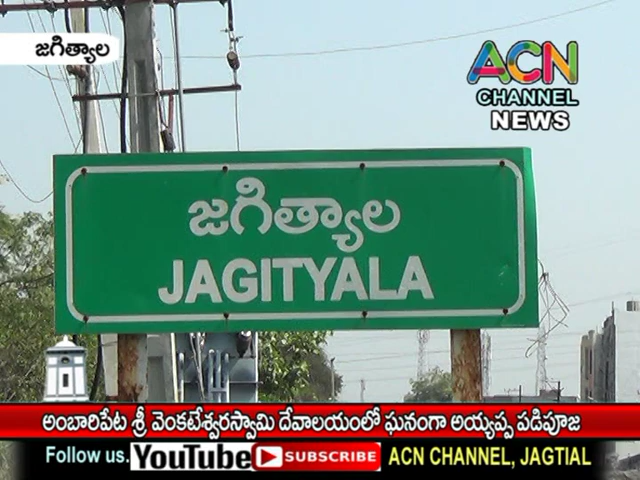 జగిత్యాల
ACN
CHANNEL
NEWS
జగిత్యాల
JAGITYALA
అంబారిపేట శ్రీ వెంకటేశ్వరస్వామి దేవాలయంలో ఘనంగా అయ్యప్ప పడిపూజ
Follow us. YouTube SUBSCRIBE ACN CHANNEL, JAGTIAL